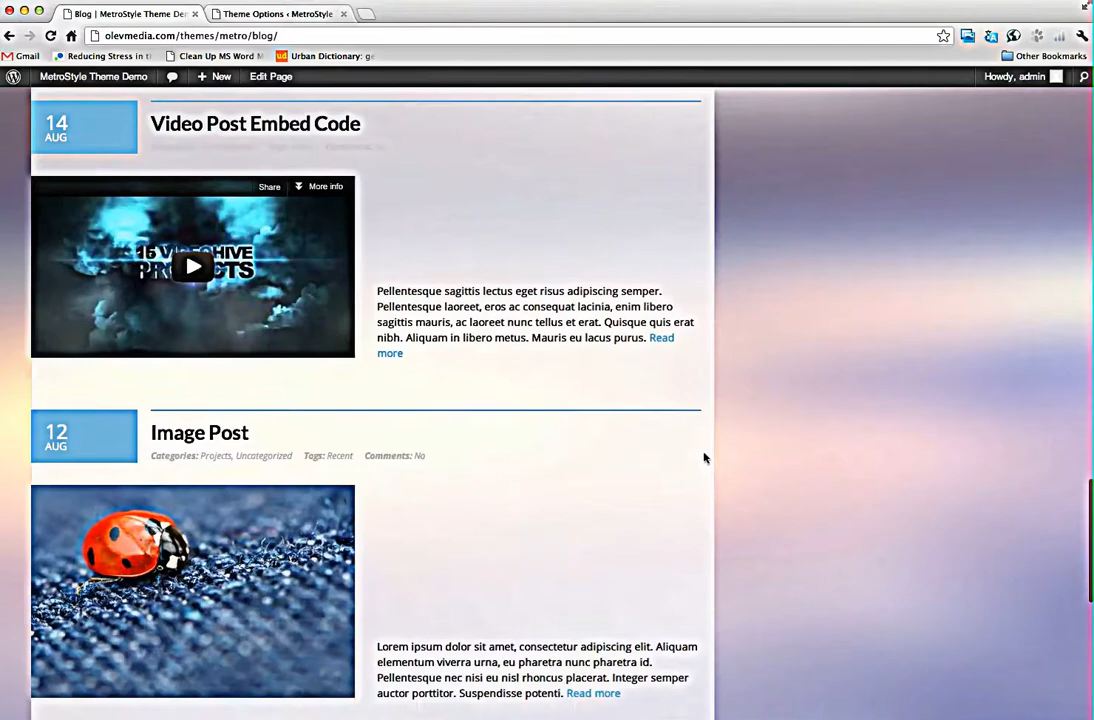 Blog | MetroStyle Theme Der
Theme Options ‹ MetroStyle
olevmedia.com/themes/metro/blog/
Gmail
Reducing Stress in t
Clean Up MS Word
Urban Dictionary: ge
Other Bookmarks
MetroStyle Theme Demo
+ New
Edit Page
Howdy, admin
14
AUG
Video Post Embed Code
Share
More info
Pellentesque sagittis lectus eget risus adipiscing semper.
Pellentesque laoreet, eros ac consequat lacinia, enim libero
sagittis mauris, ac laoreet nunc tellus et erat. Quisque quis erat
nibh. Aliquam in libero metus. Mauris eu lacus purus. Read
more
12
AUG
Image Post
Categories: Projects, Uncategorized Tags: Recent Comments: No
Lorem ipsum dolor sit amet, consectetur adipiscing elit. Aliquam
elementum viverra urna, eu pharetra nunc pharetra id.
Pellentesque nec nisi eu nisl rhoncus placerat. Integer semper
auctor porttitor. Suspendisse potenti. Read more